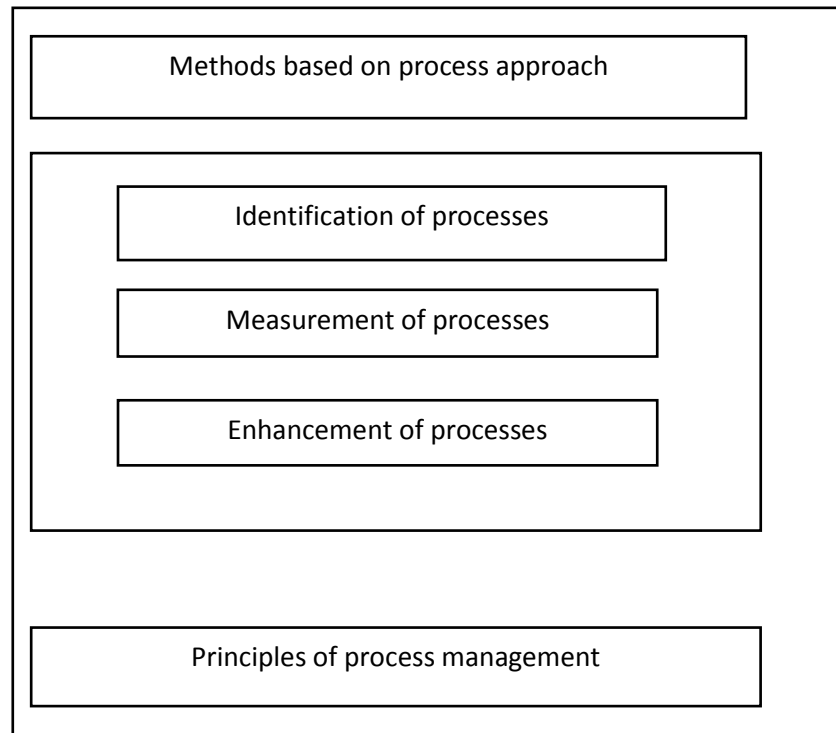 Methods based on process approach
Identification of processes
Measurement of processes
Enhancement of processes
Principles of process management